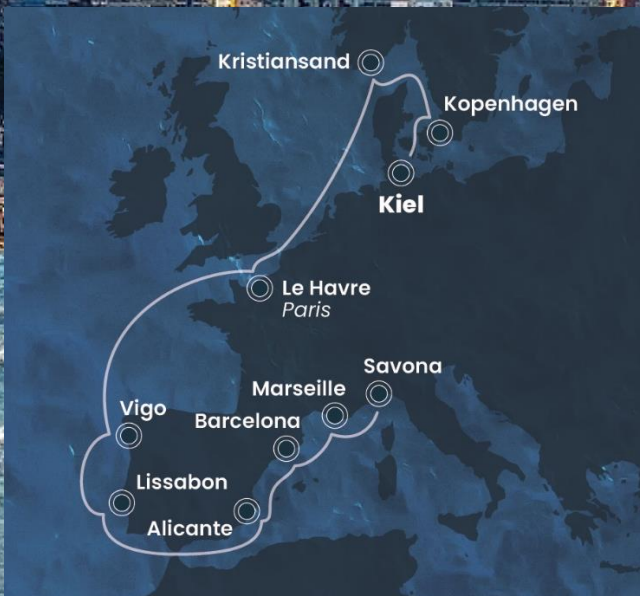 Kristiansand
Kopenhagen
Kiel
Le Havre
Paris
Savona
Marseille
Vigo
Barcelona
Lissabon
Alicante